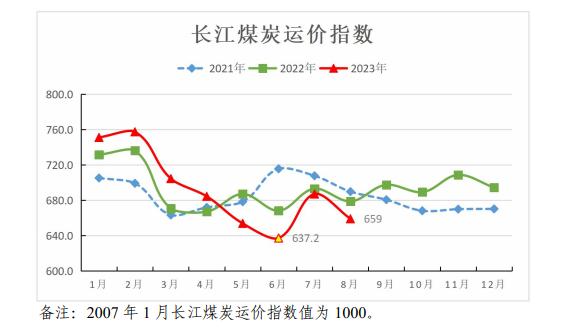 长江煤炭运价指数
2021年 2022年 2023年
800.0
760.0
720.0
680.0
640.0
600.0
659
637.2
1月 2月 3月 4月 5月 6月 7月 8月 9月 10月 11月 12月
备注：2007 年 1 月长江煤炭运价指数值为 1000。